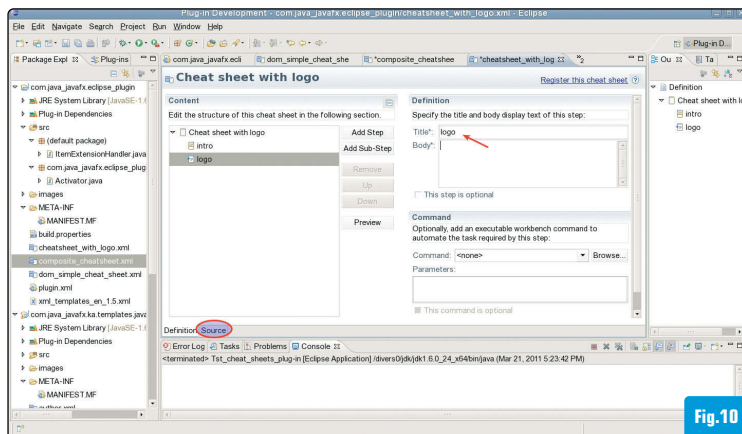 Plug-in Development - com.java_javafx.eclipse_plugin/cheatsheet_with_logo.xml - Eclipse
File Edit Navigate Search Project Run Window Help
Plug-in D...
Package Expl Plug-ins
com.java_javafx.ecli
dom_simple_cheat_she
*composite_cheatshee
*cheatsheet_with_log
»2
Ou Ta
com.java_javafx.eclipse_plugin
JRE System Library [JavaSE-1.6
Plug-in Dependencies
src
(default package)
ItemExtensionHandler.java
com.java_javafx.eclipse_plug
Activator.java
images
META-INF
MANIFEST.MF
build.properties
cheatsheet_with_logo.xml
composite_cheatsheet.xml
dom_simple_cheat_sheet.xml
plugin.xml
xml_templates_en_1.5.xml
com.java_javafx.ka.templates.java
JRE System Library [JavaSE-1.6
Plug-in Dependencies
src
images
META-INF
MANIFEST.MF
author.xml
Cheat sheet with logo
Register this cheat sheet
Content
Edit the structure of this cheat sheet in the following section.
Cheat sheet with logo
intro
logo
Add Step
Add Sub-Step
Remove
Up
Down
Preview
Definition
Specify the title and body display text of this step:
Title*: logo
Body*:
This step is optional
Command
Optionally, add an executable workbench command to
automate the task required by this step:
Command: <none> Browse...
Parameters:
This command is optional
Definition Source
Definition
Cheat sheet with lo
intro
logo
Error Log Tasks Problems Console
<terminated> Tst_cheat_sheets_plug-in [Eclipse Application] /divers0/jdk/jdk1.6.0_24_x64/bin/java (Mar 21, 2011 5:23:42 PM)
Fig.10